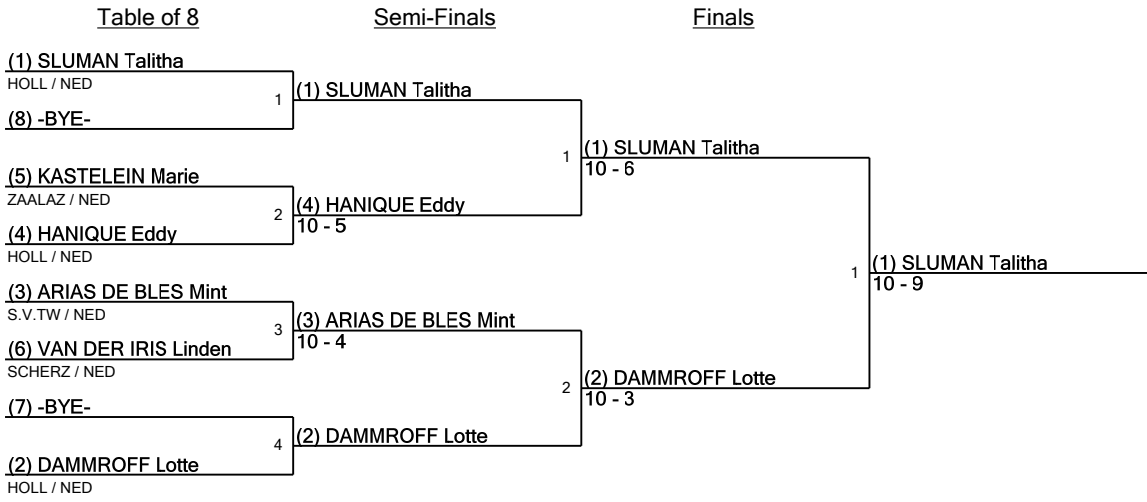 Table of 8 Semi-Finals Finals
(1) SLUMAN Talitha
HOLL / NED
1 (1) SLUMAN Talitha
(8) -BYE-
1 (1) SLUMAN Talitha
10 - 6
(5) KASTELEIN Marie
ZAALAZ / NED
2 (4) HANIQUE Eddy
10 - 5
(4) HANIQUE Eddy
HOLL / NED
1 (1) SLUMAN Talitha
10 - 9
(3) ARIAS DE BLES Mint
S.V.TW / NED
3 (3) ARIAS DE BLES Mint
10 - 4
(6) VAN DER IRIS Linden
SCHERZ / NED
2 (2) DAMMROFF Lotte
10 - 3
(7) -BYE-
4 (2) DAMMROFF Lotte
(2) DAMMROFF Lotte
HOLL / NED